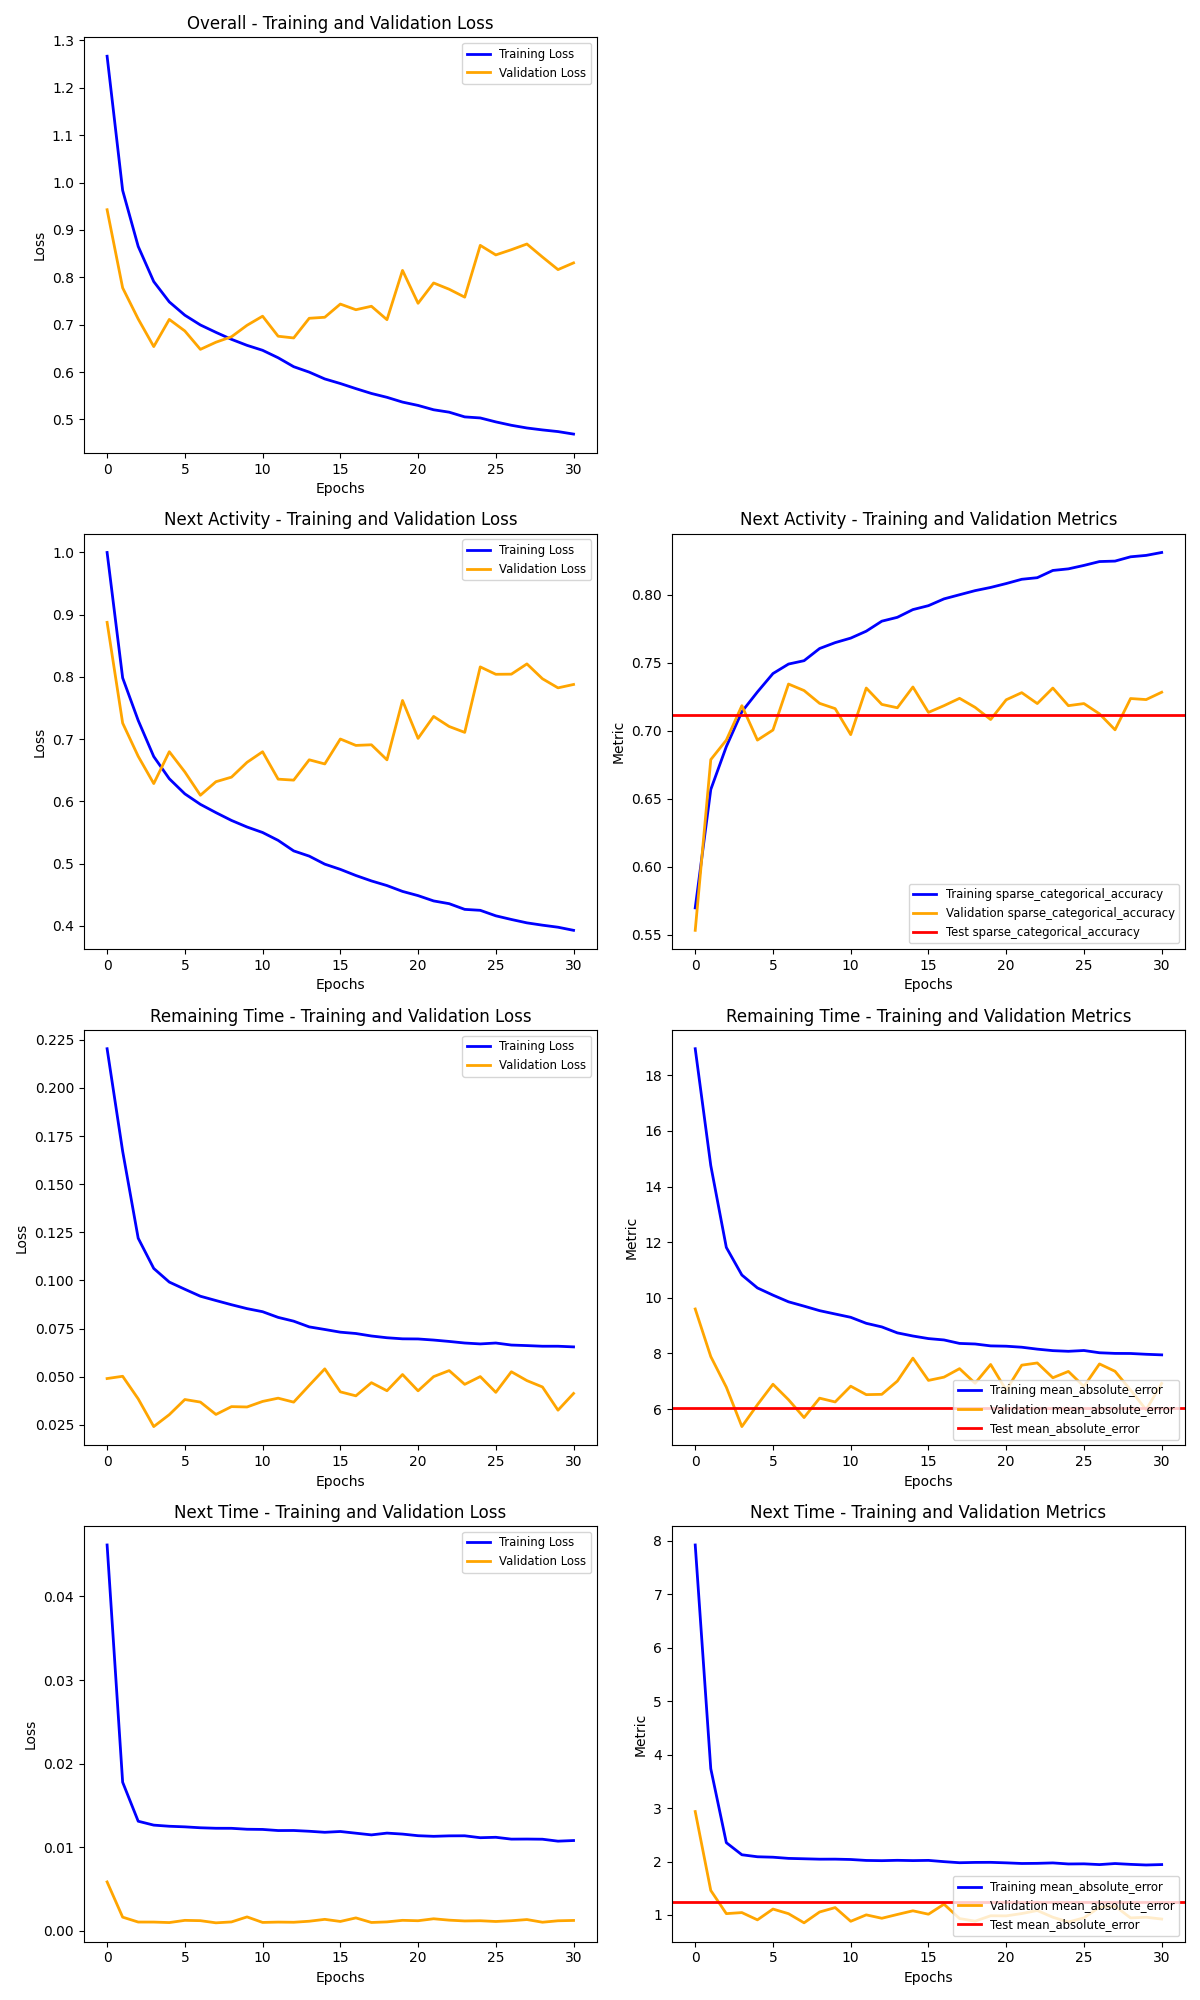 Overall - Training and Validation Loss
Training Loss
Validation Loss
1.3
1.2
1.1
1.0
0.9
0.8
0.7
0.6
0.5
Loss
0 5 10 15 20 25 30
Epochs
Next Activity - Training and Validation Loss
Training Loss
Validation Loss
1.0
0.9
0.8
0.7
0.6
0.5
0.4
Loss
0 5 10 15 20 25 30
Epochs
Next Activity - Training and Validation Metrics
0.80
0.75
0.70
0.65
0.60
0.55
Metric
Training sparse_categorical_accuracy
Validation sparse_categorical_accuracy
Test sparse_categorical_accuracy
0 5 10 15 20 25 30
Epochs
Remaining Time - Training and Validation Loss
Training Loss
Validation Loss
0.225
0.200
0.175
0.150
0.125
0.100
0.075
0.050
0.025
Loss
0 5 10 15 20 25 30
Epochs
Remaining Time - Training and Validation Metrics
18
16
14
12
10
8
6
Metric
Training mean_absolute_error
Validation mean_absolute_error
Test mean_absolute_error
0 5 10 15 20 25 30
Epochs
Next Time - Training and Validation Loss
Training Loss
Validation Loss
0.04
0.03
0.02
0.01
0.00
Loss
0 5 10 15 20 25 30
Epochs
Next Time - Training and Validation Metrics
8
7
6
5
4
3
2
1
Metric
Training mean_absolute_error
Validation mean_absolute_error
Test mean_absolute_error
0 5 10 15 20 25 30
Epochs